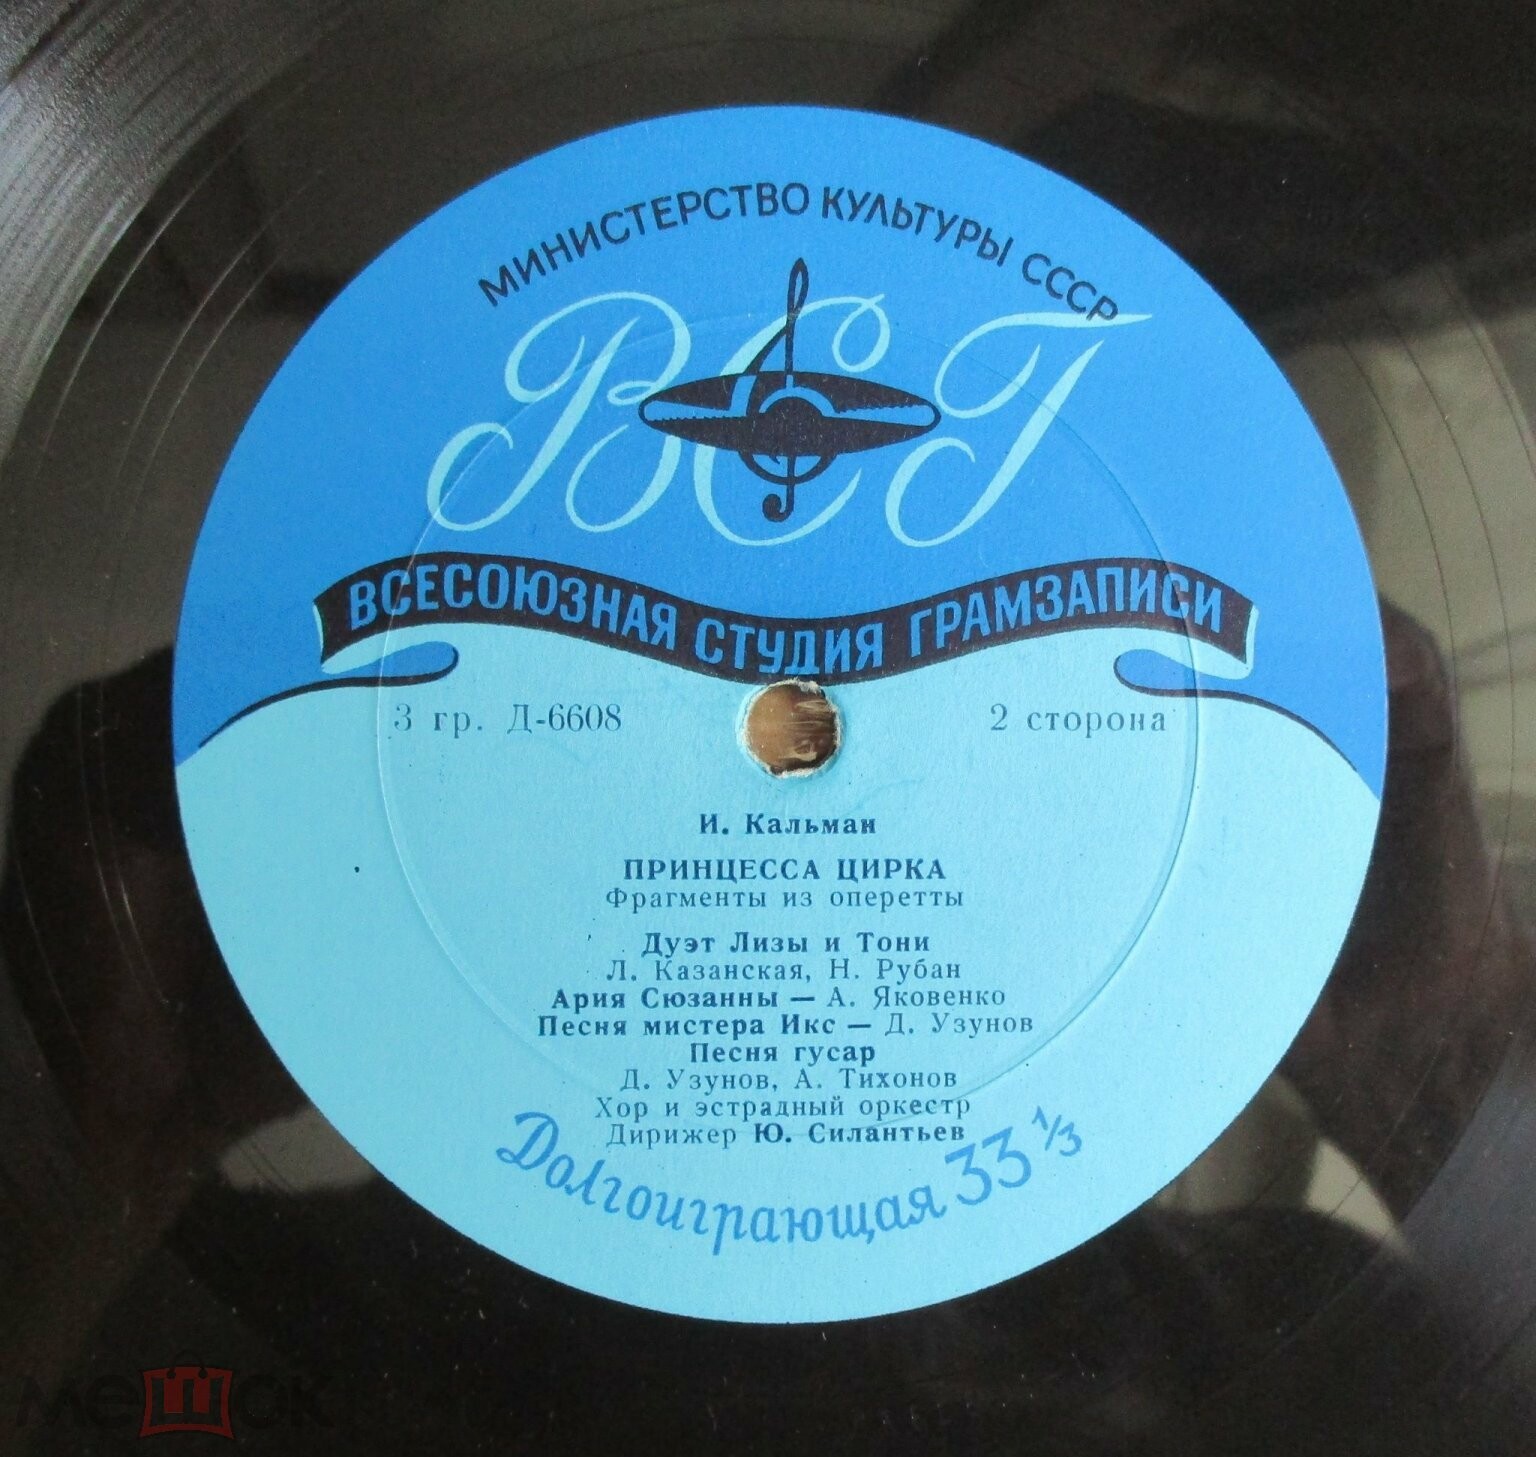 МИНИСТЕРСТВО КУЛЬТУРЫ СССР
ВСГ
ВСЕСОЮЗНАЯ СТУДИЯ ГРАМЗАПИСИ
3 гр. Д-6608
2 сторона
И. Кальман
ПРИНЦЕССА ЦИРКА
Фрагменты из оперетты
Дуэт Лизы и Тони
Л. Казанская, Н. Рубан
Ария Сюзанны — А. Яковенко
Песня мистера Икс — Д. Узунов
Песня гусар
Д. Узунов, А. Тихонов
Хор и эстрадный оркестр
Дирижер Ю. Силантьев
Долгоиграющая 33 1/3
мешок